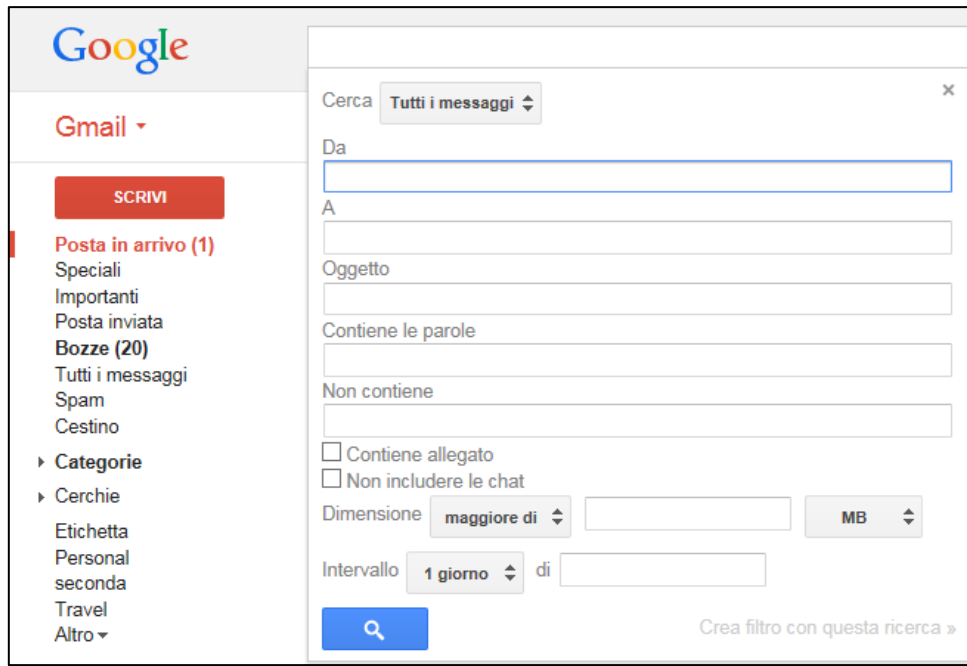 Google
Gmail
SCRIVI
Posta in arrivo (1)
Speciali
Importanti
Posta inviata
Bozze (20)
Tutti i messaggi
Spam
Cestino
Categorie
Cerchie
Etichetta
Personal
seconda
Travel
Altro
Cerca Tutti i messaggi
Da
A
Oggetto
Contiene le parole
Non contiene
Contiene allegato
Non includere le chat
Dimensione maggiore di MB
Intervallo 1 giorno di
Crea filtro con questa ricerca »